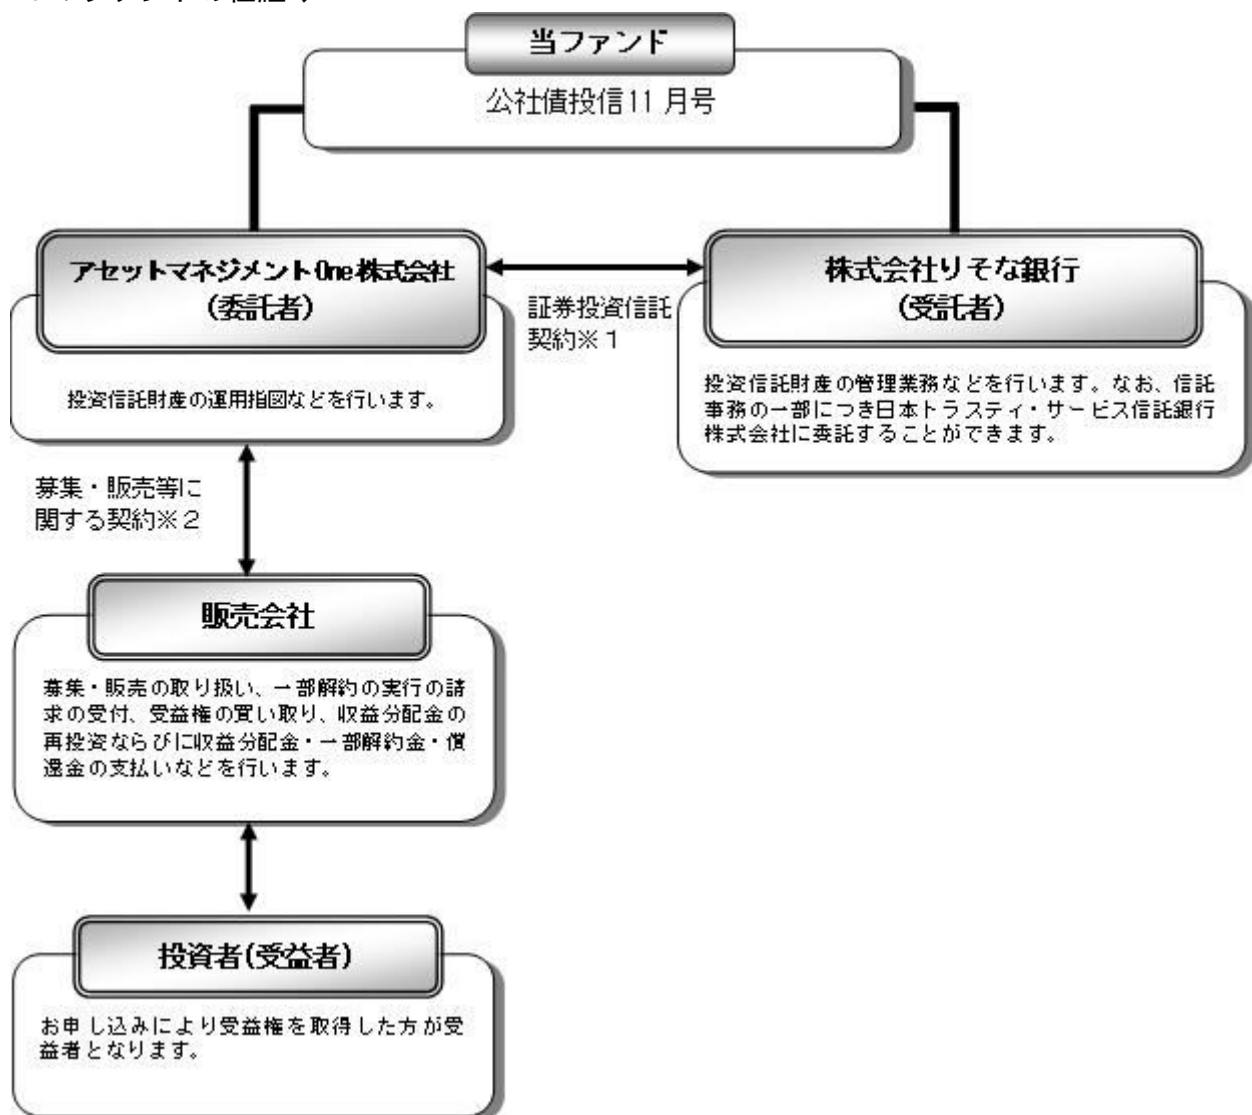 当ファンド
公社債投信11月号
アセットマネジメントOne株式会社
(委託者)
投資信託財産の運用指図などを行います。
証券投資信託
契約※1
株式会社りそな銀行
(受託者)
投資信託財産の管理業務などを行います。なお、信託
事務の一部につき日本トラスティ・サービス信託銀行
株式会社に委託することができます。
募集・販売等に
関する契約※2
販売会社
募集・販売の取り扱い、一部解約の実行の請
求の受付、受益権の買い取り、収益分配金の
再投資ならびに収益分配金・一部解約金・償
還金の支払いなどを行います。
投資者(受益者)
お申し込みにより受益権を取得した方が受
益者となります。